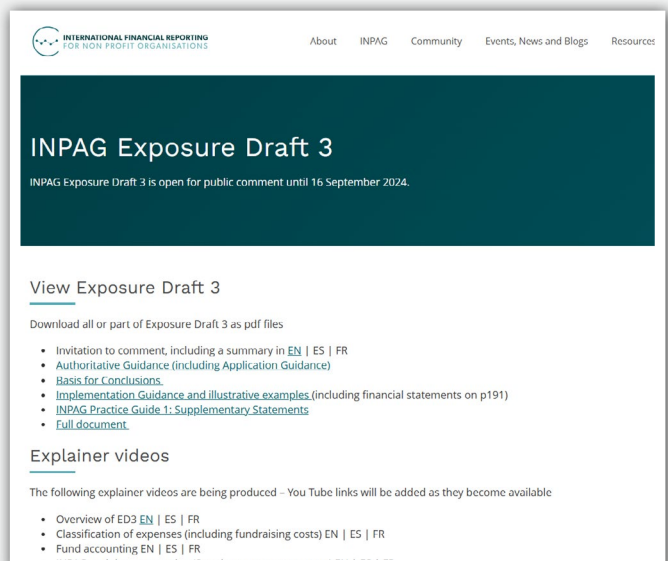 INTERNATIONAL FINANCIAL REPORTING
FOR NON PROFIT ORGANISATIONS
About INPAG Community Events, News and Blogs Resources
INPAG Exposure Draft 3
INPAG Exposure Draft 3 is open for public comment until 16 September 2024.
View Exposure Draft 3
Download all or part of Exposure Draft 3 as pdf files
• Invitation to comment, including a summary in EN | ES | FR
• Authoritative Guidance (including Application Guidance)
• Basis for Conclusions
• Implementation Guidance and illustrative examples (including financial statements on p191)
• INPAG Practice Guide 1: Supplementary Statements
• Full document
Explainer videos
The following explainer videos are being produced – You Tube links will be added as they become available
• Overview of ED3 EN | ES | FR
• Classification of expenses (including fundraising costs) EN | ES | FR
• Fund accounting EN | ES | FR